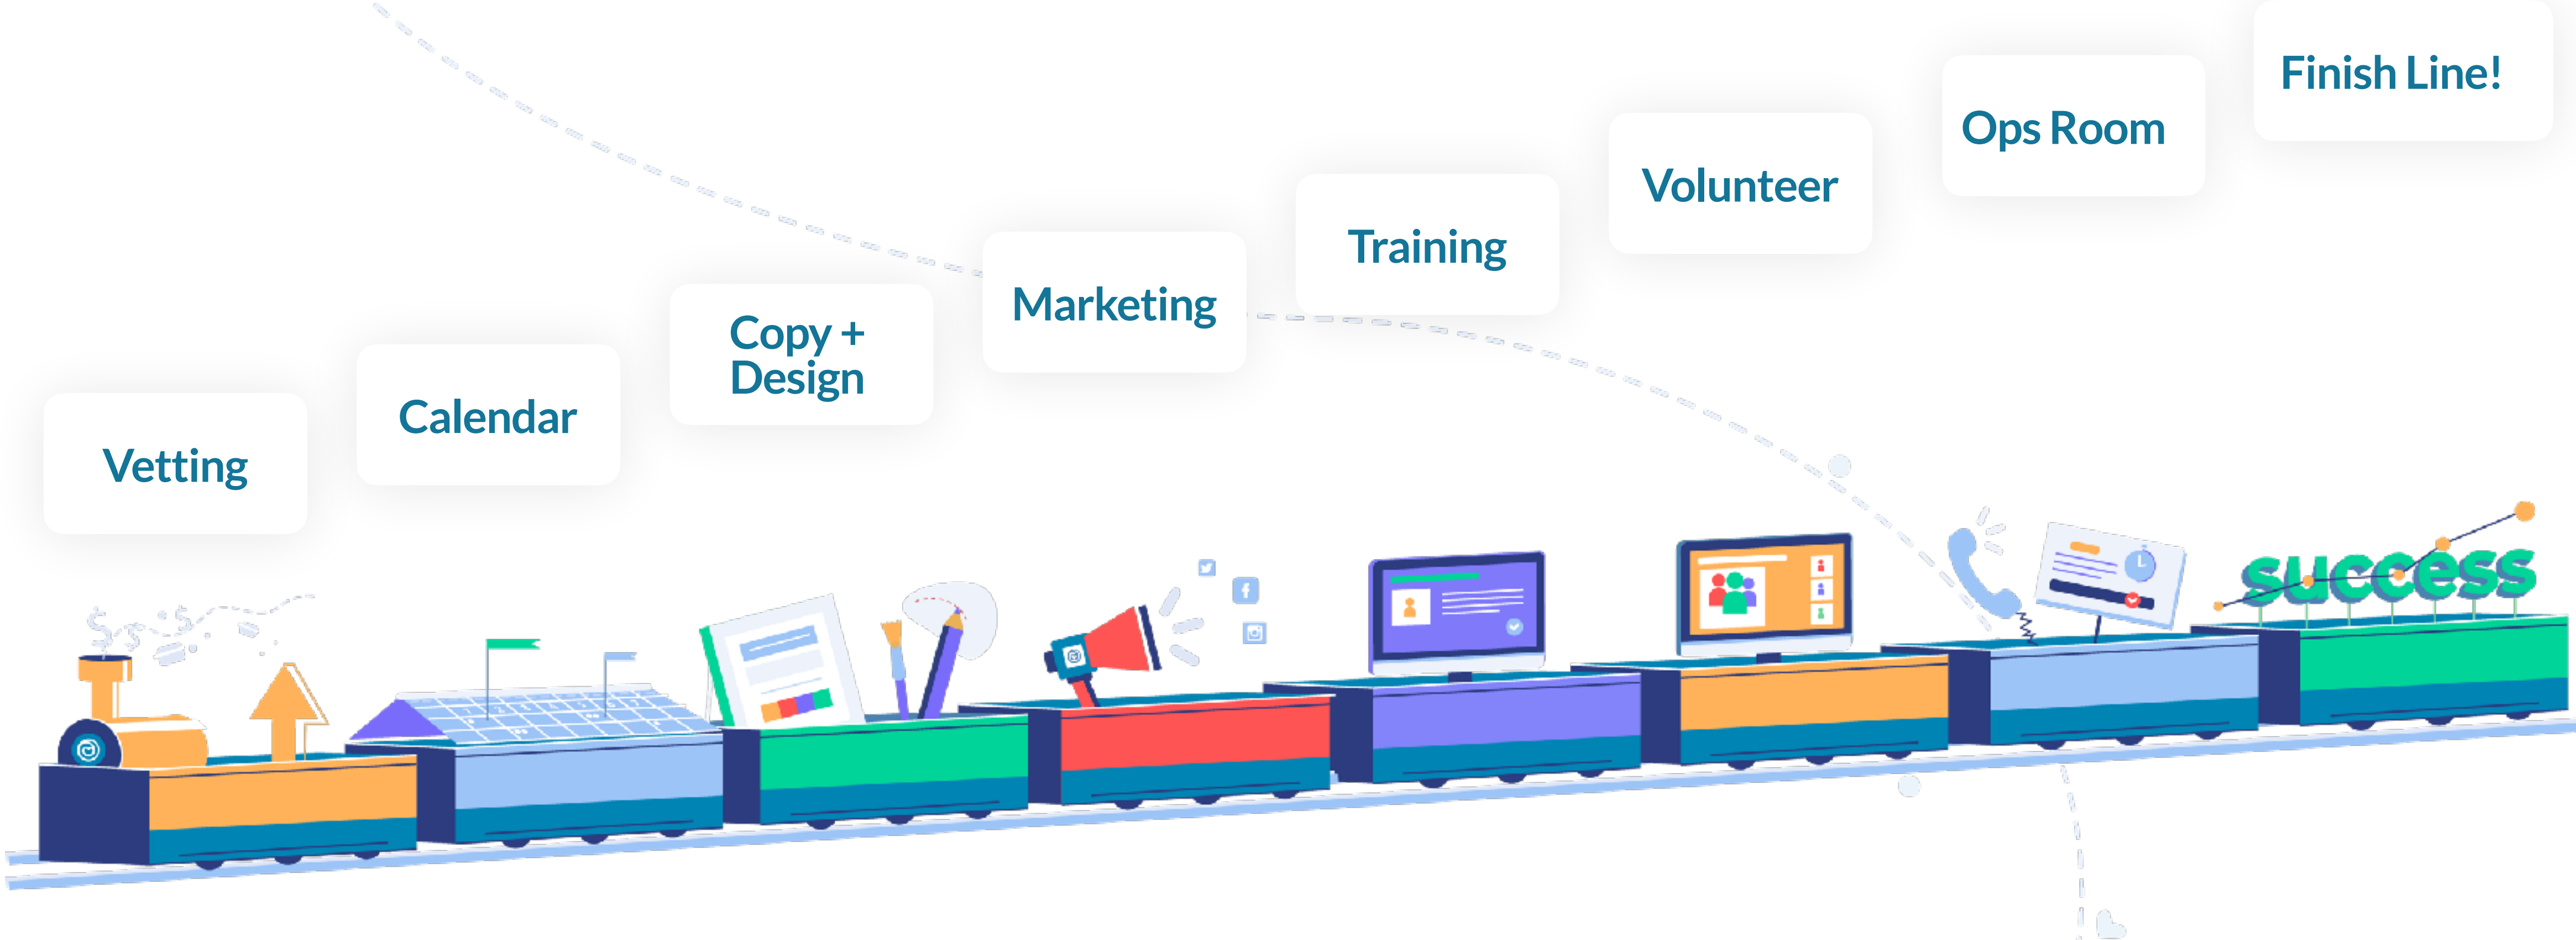 Vetting
Calendar
Copy +
Design
Marketing
Training
Volunteer
Ops Room
Finish Line!
$ $ $
success